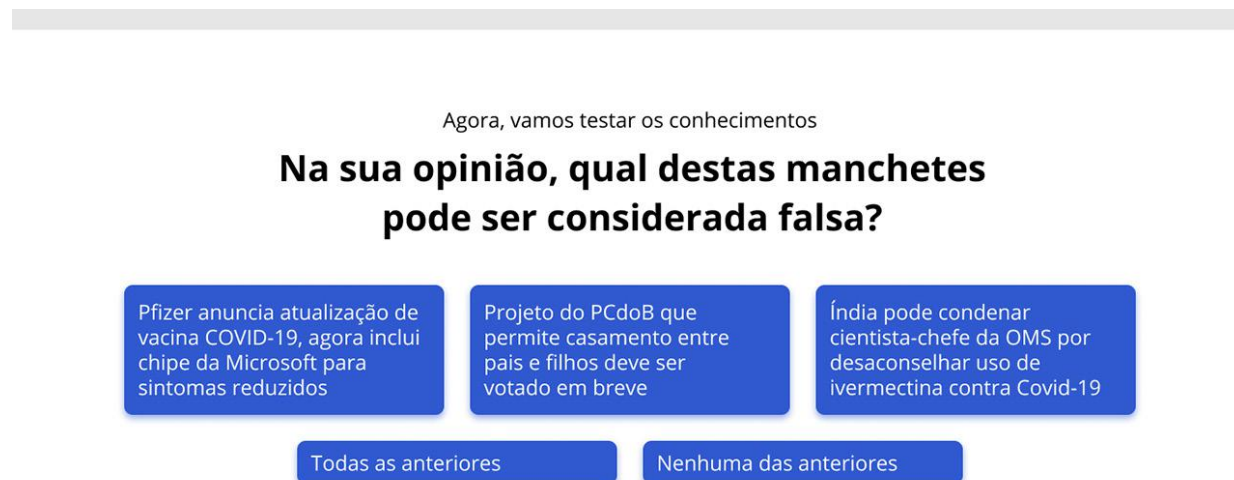 Agora, vamos testar os conhecimentos
Na sua opinião, qual destas manchetes
pode ser considerada falsa?
Pfizer anuncia atualização de
vacina COVID-19, agora inclui
chipe da Microsoft para
sintomas reduzidos
Projeto do PCdoB que
permite casamento entre
pais e filhos deve ser
votado em breve
Índia pode condenar
cientista-chefe da OMS por
desaconselhar uso de
ivermectina contra Covid-19
Todas as anteriores
Nenhuma das anteriores